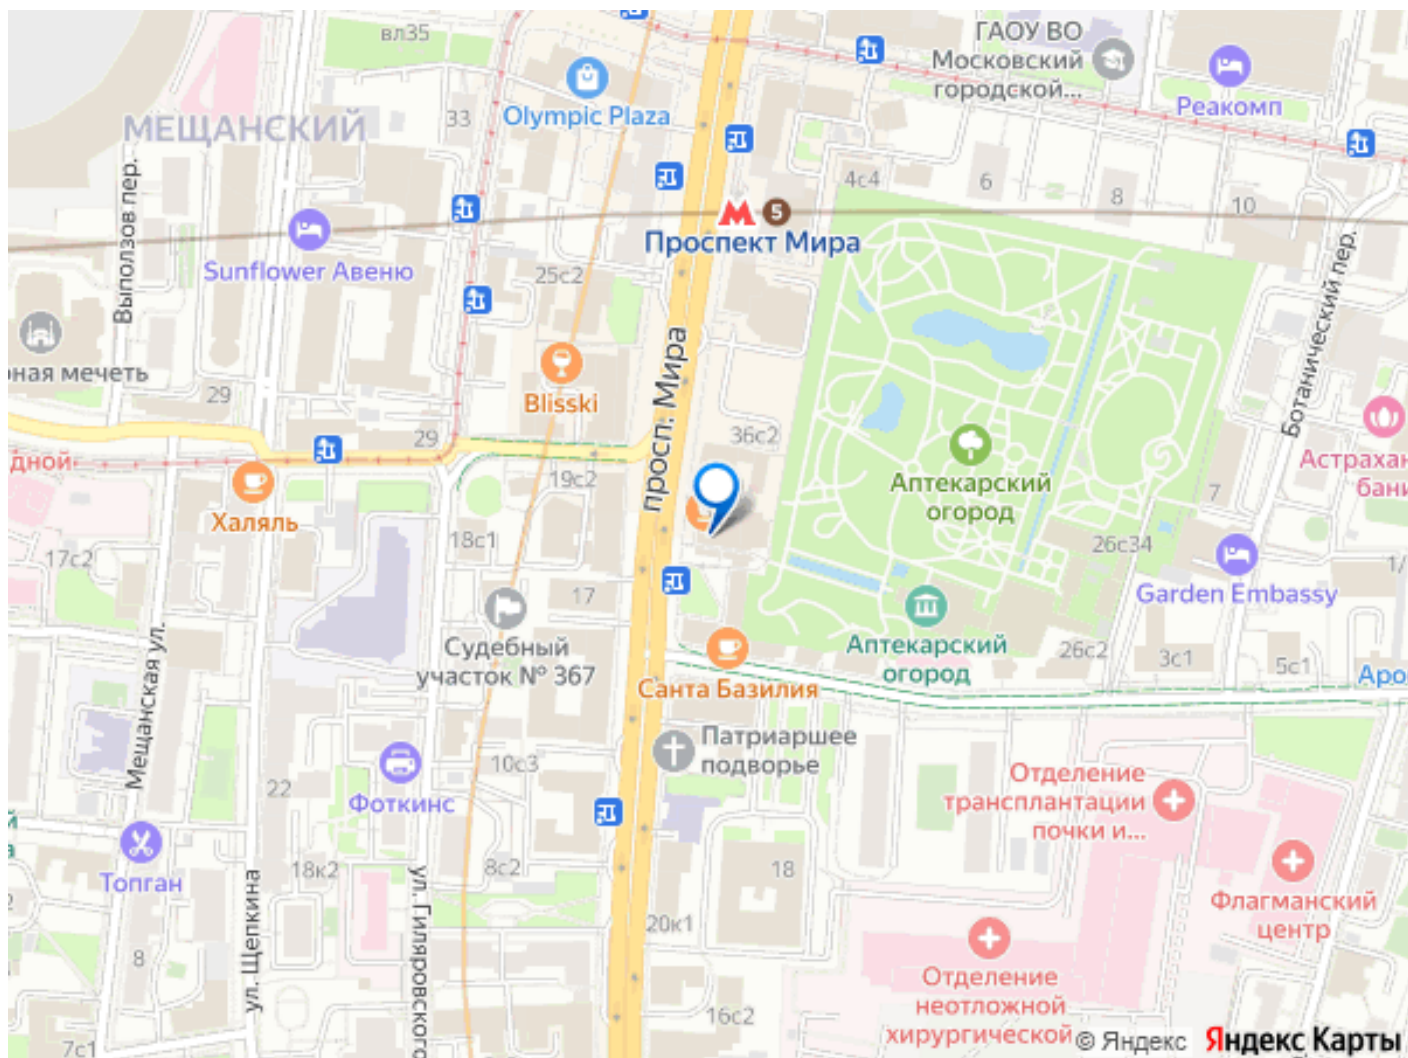 вл35
ГАОУ ВО
Московский
городской...
Olympic Plaza
33
Реакомп
МЕЩАНСКИЙ
Выползов пер.
4с4
6
8
10
5
Проспект Мира
Sunflower Авеню
25с2
Ботанический пер.
ная мечеть
29
Blisski
просп. Мира
36с2
29
дной
Халяль
19с2
Аптекарский
огород
7
Астрахан
бани
17с2
18с1
26с34
1/
Garden Embassy
17
Судебный
участок № 367
Аптекарский
огород
26с2
3с1
5с1
Аро
Мещанская ул.
Санта Базилия
Патриаршее
подворье
10с3
22
Фоткинс
Отделение
трансплантации
почки и...
й
а
Топган
18к2
8с2
18
Флагманский
центр
ул. Щепкина
ул. Гиляровского
20к1
8
Отделение
неотложной
хирургической
16с2
7с1
© Яндекс
Яндекс Карты